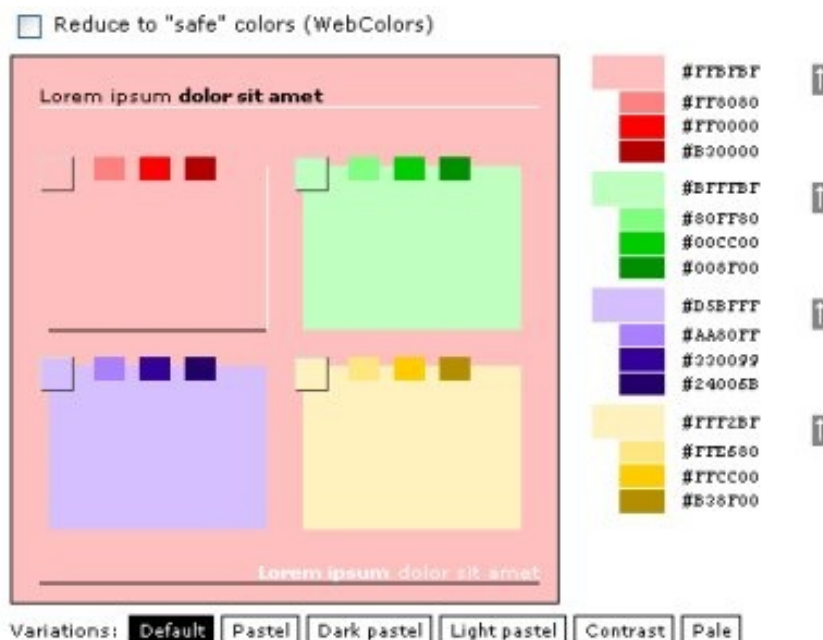 Reduce to "safe" colors (WebColors)
Lorem ipsum dolor sit amet
#FFBFBF
#FF8080
#FF0000
#B30000
#BFFFBF
#80FF80
#00CC00
#008F00
#D5BFFF
#AA80FF
#330099
#24006B
#FFF2BF
#FFE680
#FFCC00
#B38F00
Lorem ipsum dolor sit amet
Variations: Default Pastel Dark pastel Light pastel Contrast Pale